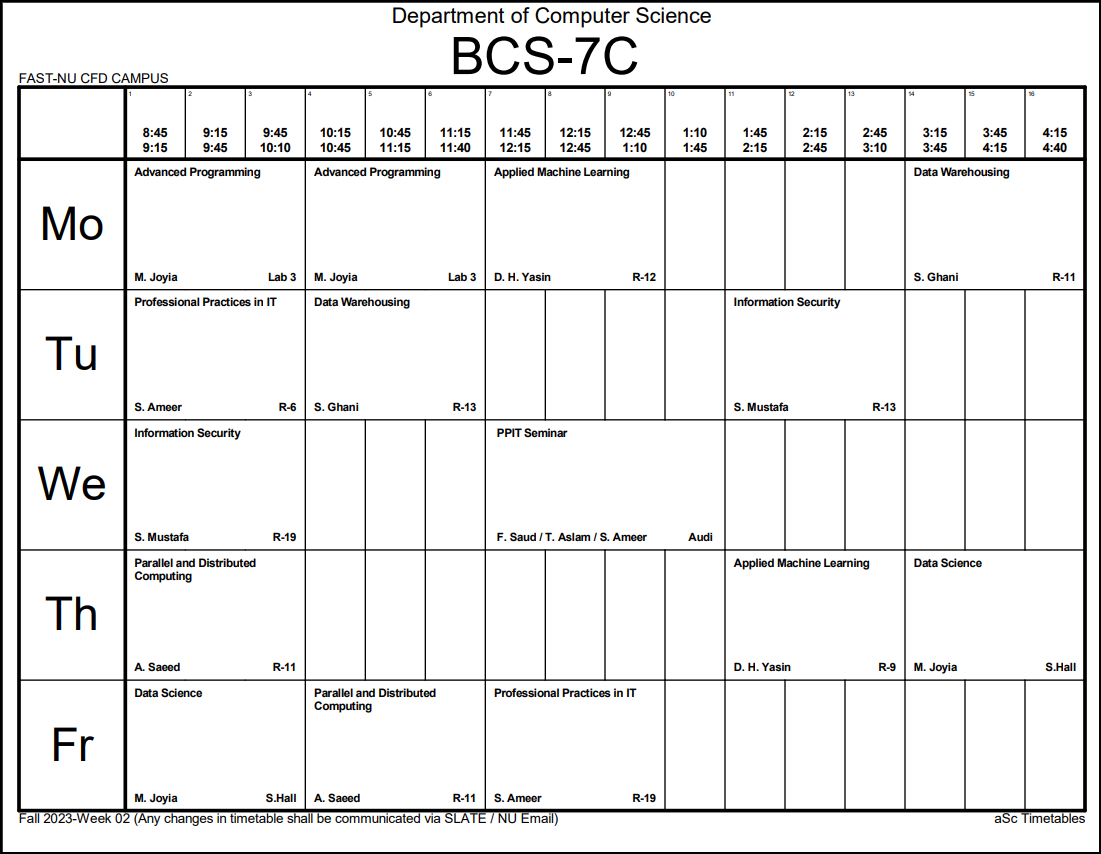 Department of Computer Science
BCS-7C
FAST-NU CFD CAMPUS
1 2 3 4 5 6 7 8 9 10 11 12 13 14 15 16
8:45 9:15 9:45 10:15 10:45 11:15 11:45 12:15 12:45 1:10 1:45 2:15 2:45 3:15 3:45 4:15
9:15 9:45 10:10 10:45 11:15 11:40 12:15 12:45 1:10 1:45 2:15 2:45 3:10 3:45 4:15 4:40
Mo
Advanced Programming
M. Joyia Lab 3
Advanced Programming
M. Joyia Lab 3
Applied Machine Learning
D. H. Yasin R-12
Data Warehousing
S. Ghani R-11
Tu
Professional Practices in IT
S. Ameer R-6
Data Warehousing
S. Ghani R-13
Information Security
S. Mustafa R-13
We
Information Security
S. Mustafa R-19
PPIT Seminar
F. Saud / T. Aslam / S. Ameer Audi
Th
Parallel and Distributed
Computing
A. Saeed R-11
Applied Machine Learning
D. H. Yasin R-9
Data Science
M. Joyia S.Hall
Fr
Data Science
M. Joyia S.Hall
Parallel and Distributed
Computing
A. Saeed R-11
Professional Practices in IT
S. Ameer R-19
Fall 2023-Week 02 (Any changes in timetable shall be communicated via SLATE / NU Email)
aSc Timetables